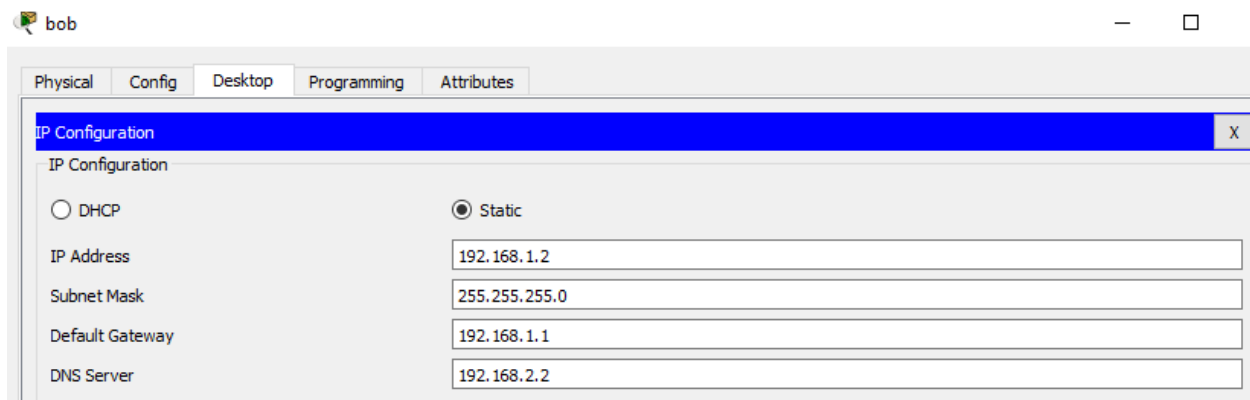 bob
Physical Config Desktop Programming Attributes
IP Configuration X
IP Configuration
DHCP Static
IP Address 192.168.1.2
Subnet Mask 255.255.255.0
Default Gateway 192.168.1.1
DNS Server 192.168.2.2